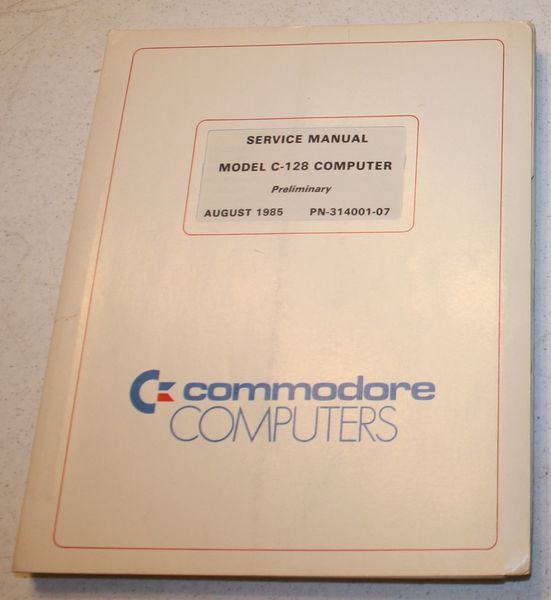 SERVICE MANUAL
MODEL C-128 COMPUTER
Preliminary
AUGUST 1985 PN-314001-07
commodore
COMPUTERS